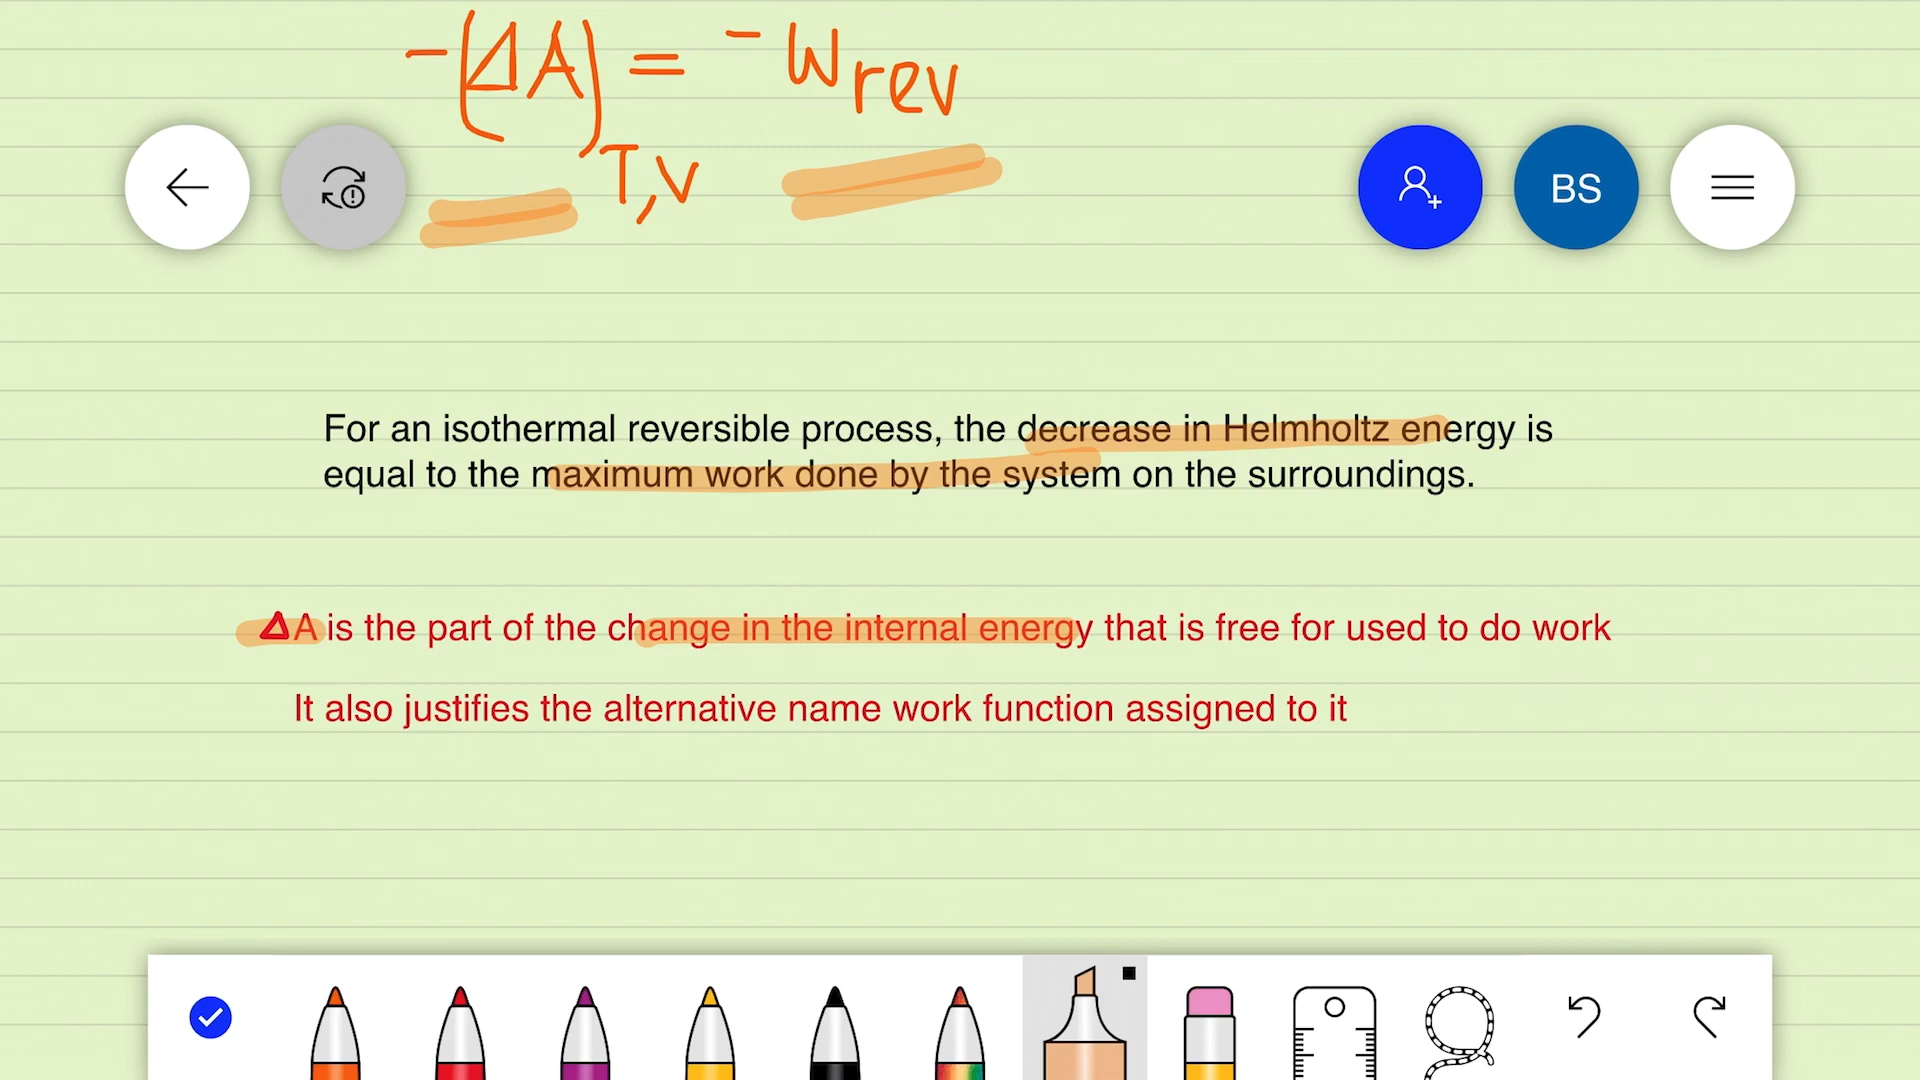 -(ΔA)T,V = -Wrev
BS
For an isothermal reversible process, the decrease in Helmholtz energy is
equal to the maximum work done by the system on the surroundings.
ΔA is the part of the change in the internal energy that is free for used to do work
It also justifies the alternative name work function assigned to it